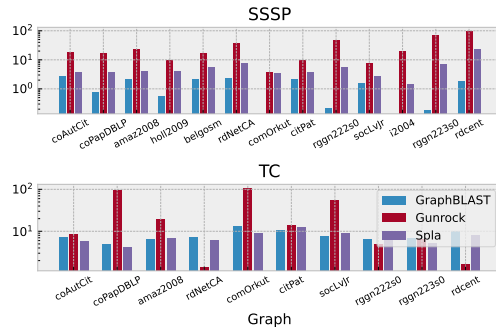 SSSP
10²
10¹
10⁰
coAutCit
coPapDBLP
amaz2008
holl2009
belgosm
rdNetCA
comOrkut
citPat
rggn222s0
socLvJr
i2004
rggn223s0
rdcent
TC
10²
10¹
GraphBLAST
Gunrock
Spla
coAutCit
coPapDBLP
amaz2008
rdNetCA
comOrkut
citPat
socLvJr
rggn222s0
rggn223s0
rdcent
Graph